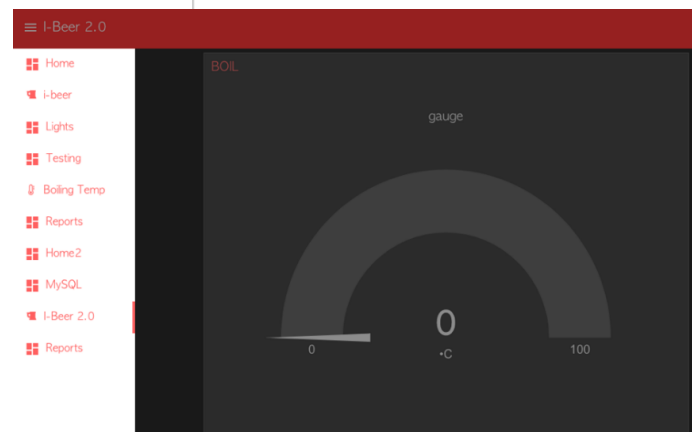 I-Beer 2.0
Home
i-beer
Lights
Testing
Boiling Temp
Reports
Home2
MySQL
I-Beer 2.0
Reports
BOIL
gauge
0
0
•C
100